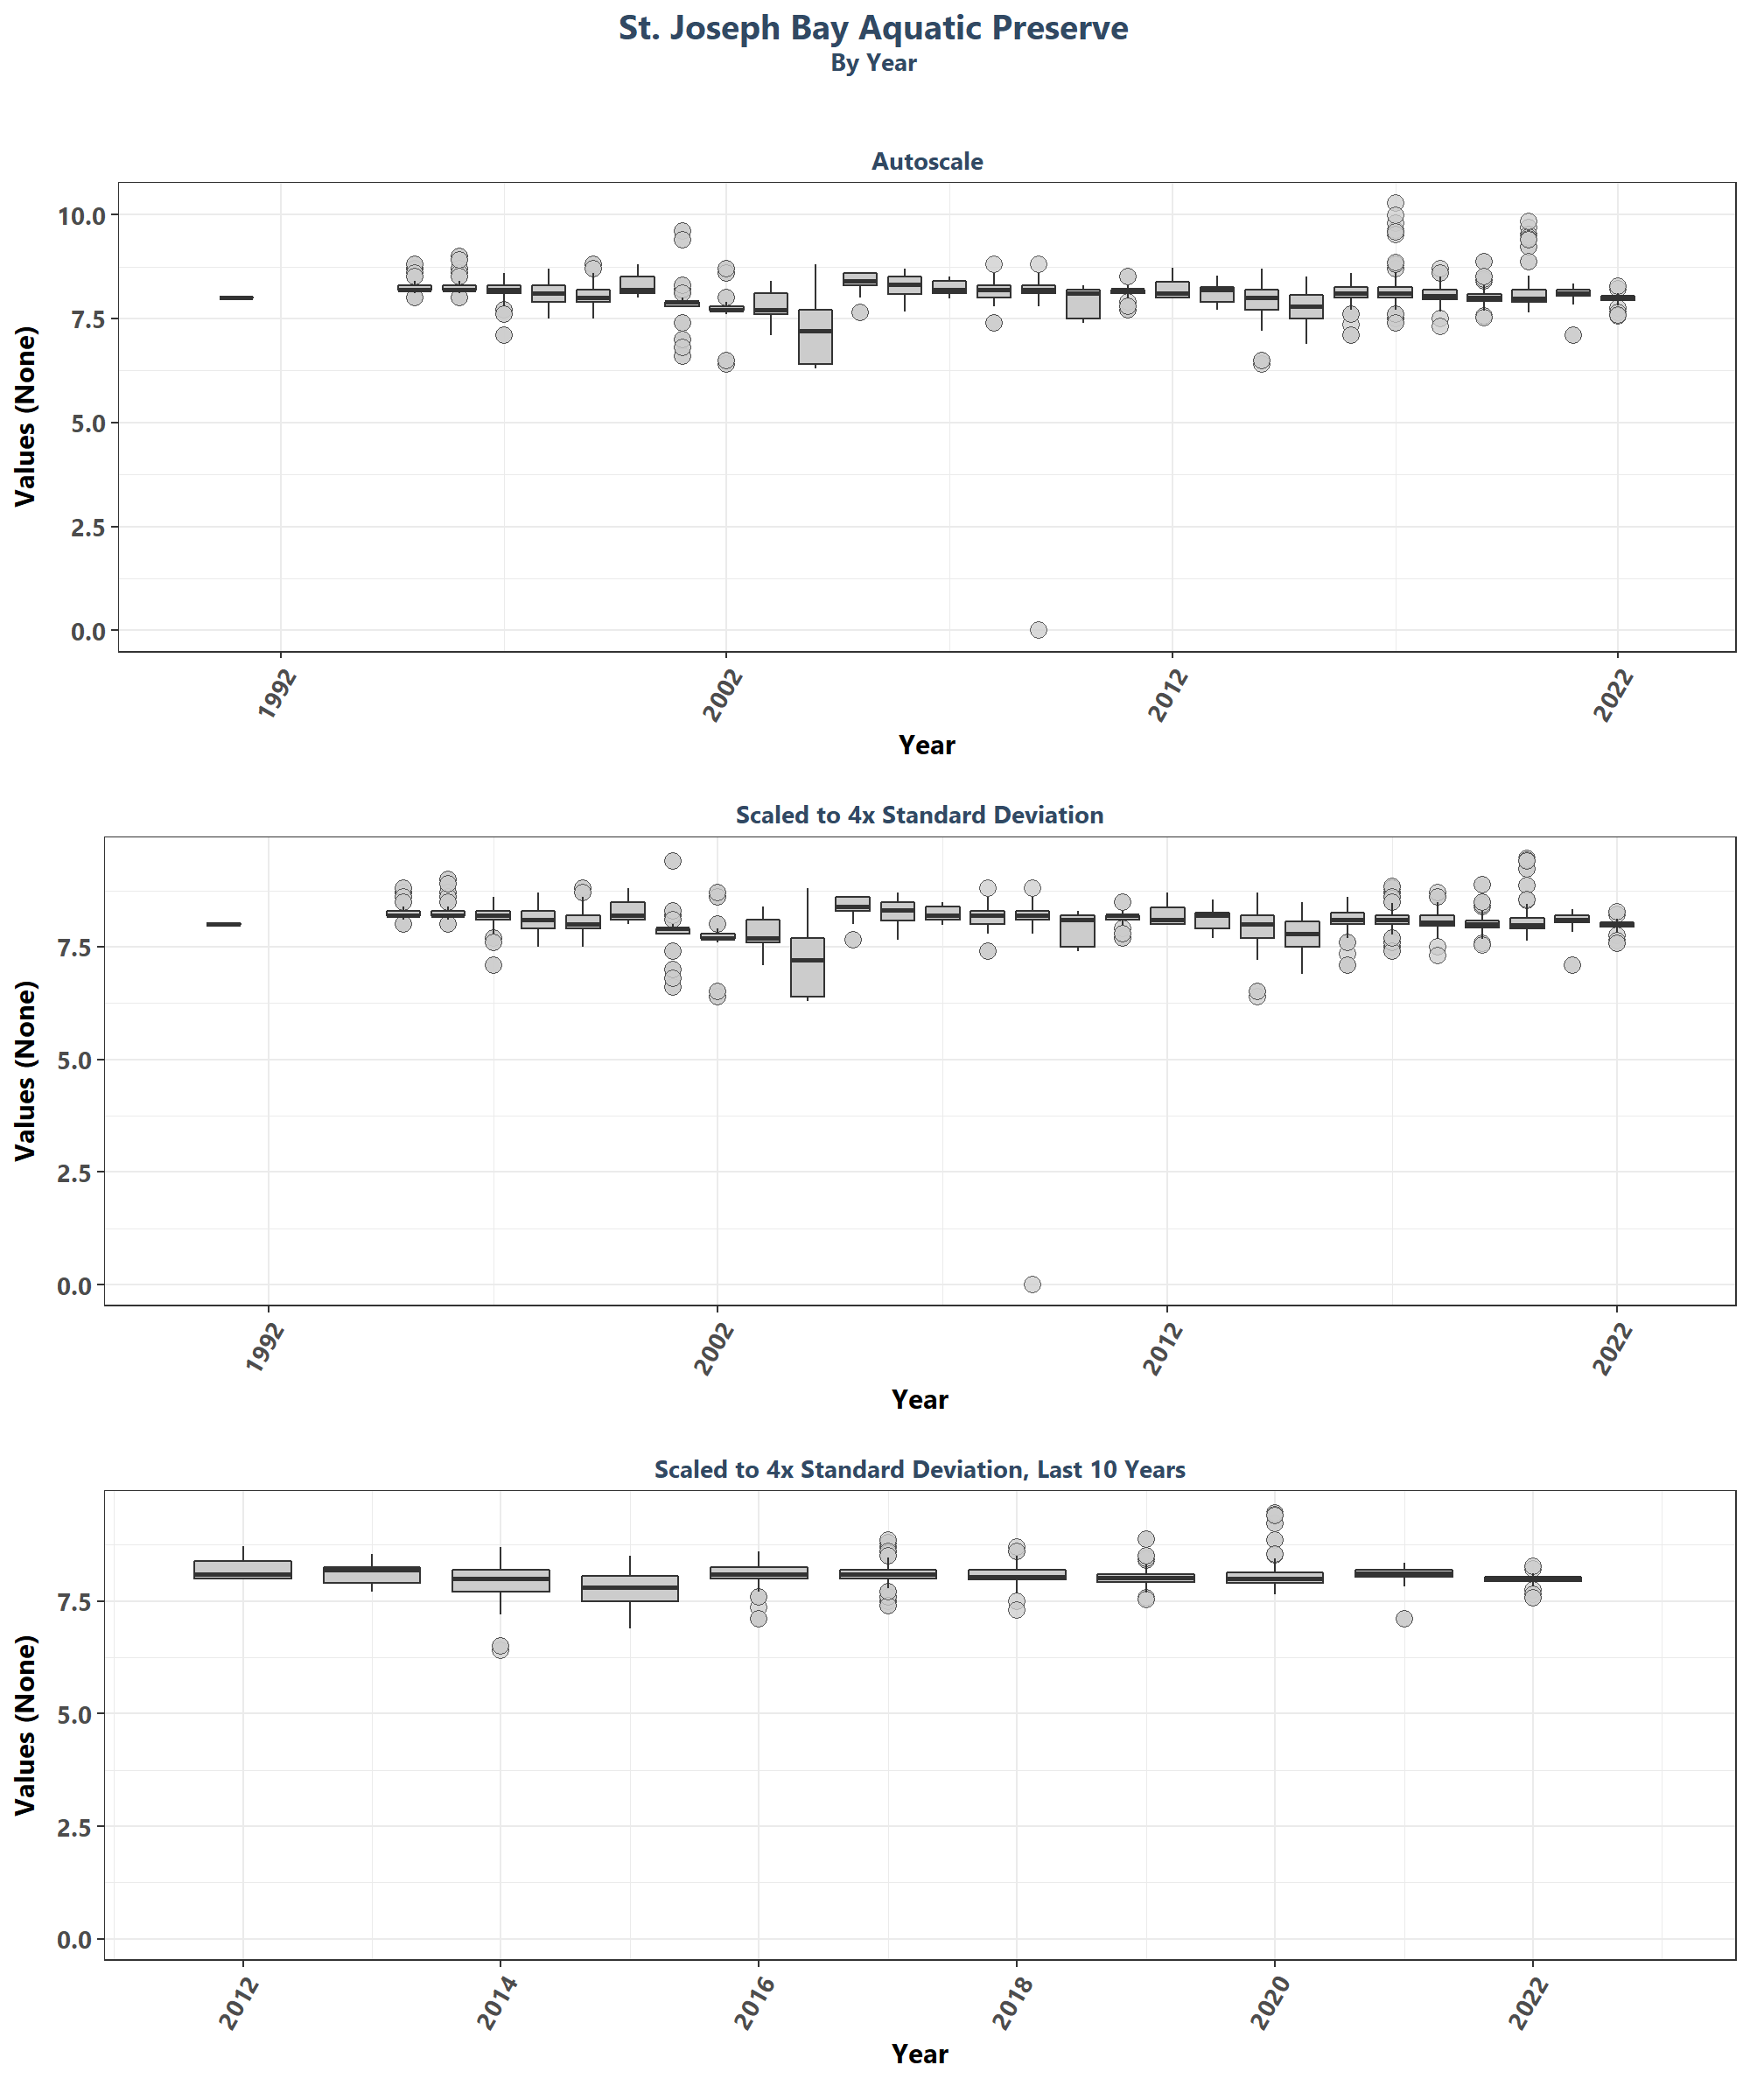 St. Joseph Bay Aquatic Preserve
By Year
Autoscale
Values (None)
10.0
7.5
5.0
2.5
0.0
1992
2002
2012
2022
Year
Scaled to 4x Standard Deviation
Values (None)
7.5
5.0
2.5
0.0
1992
2002
2012
2022
Year
Scaled to 4x Standard Deviation, Last 10 Years
Values (None)
7.5
5.0
2.5
0.0
2012
2014
2016
2018
2020
2022
Year